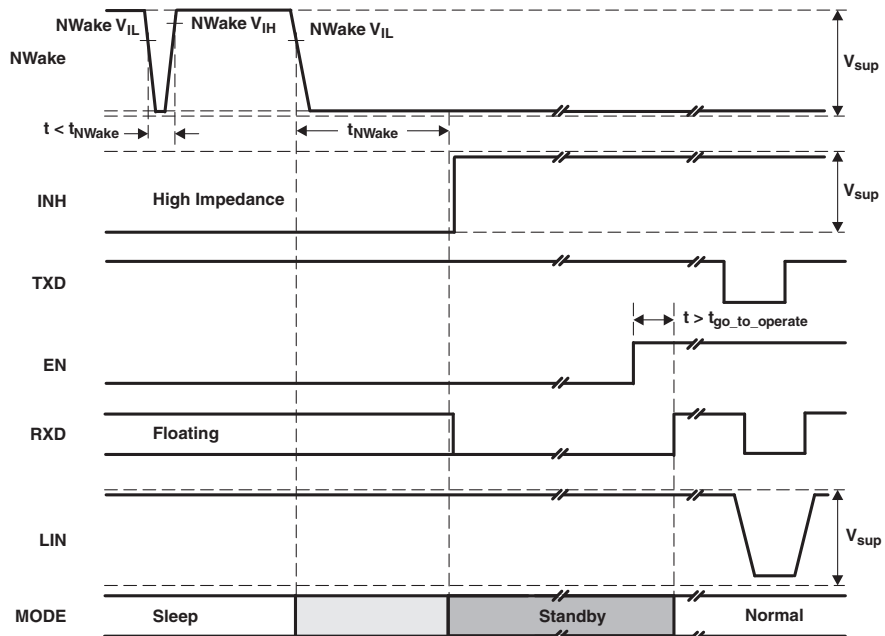 NWake V_IL NWake V_IH NWake V_IL
NWake V_sup
t < t_NWake t_NWake
INH High Impedance V_sup
TXD
t > t_go_to_operate
EN
RXD Floating
LIN V_sup
MODE Sleep Standby Normal